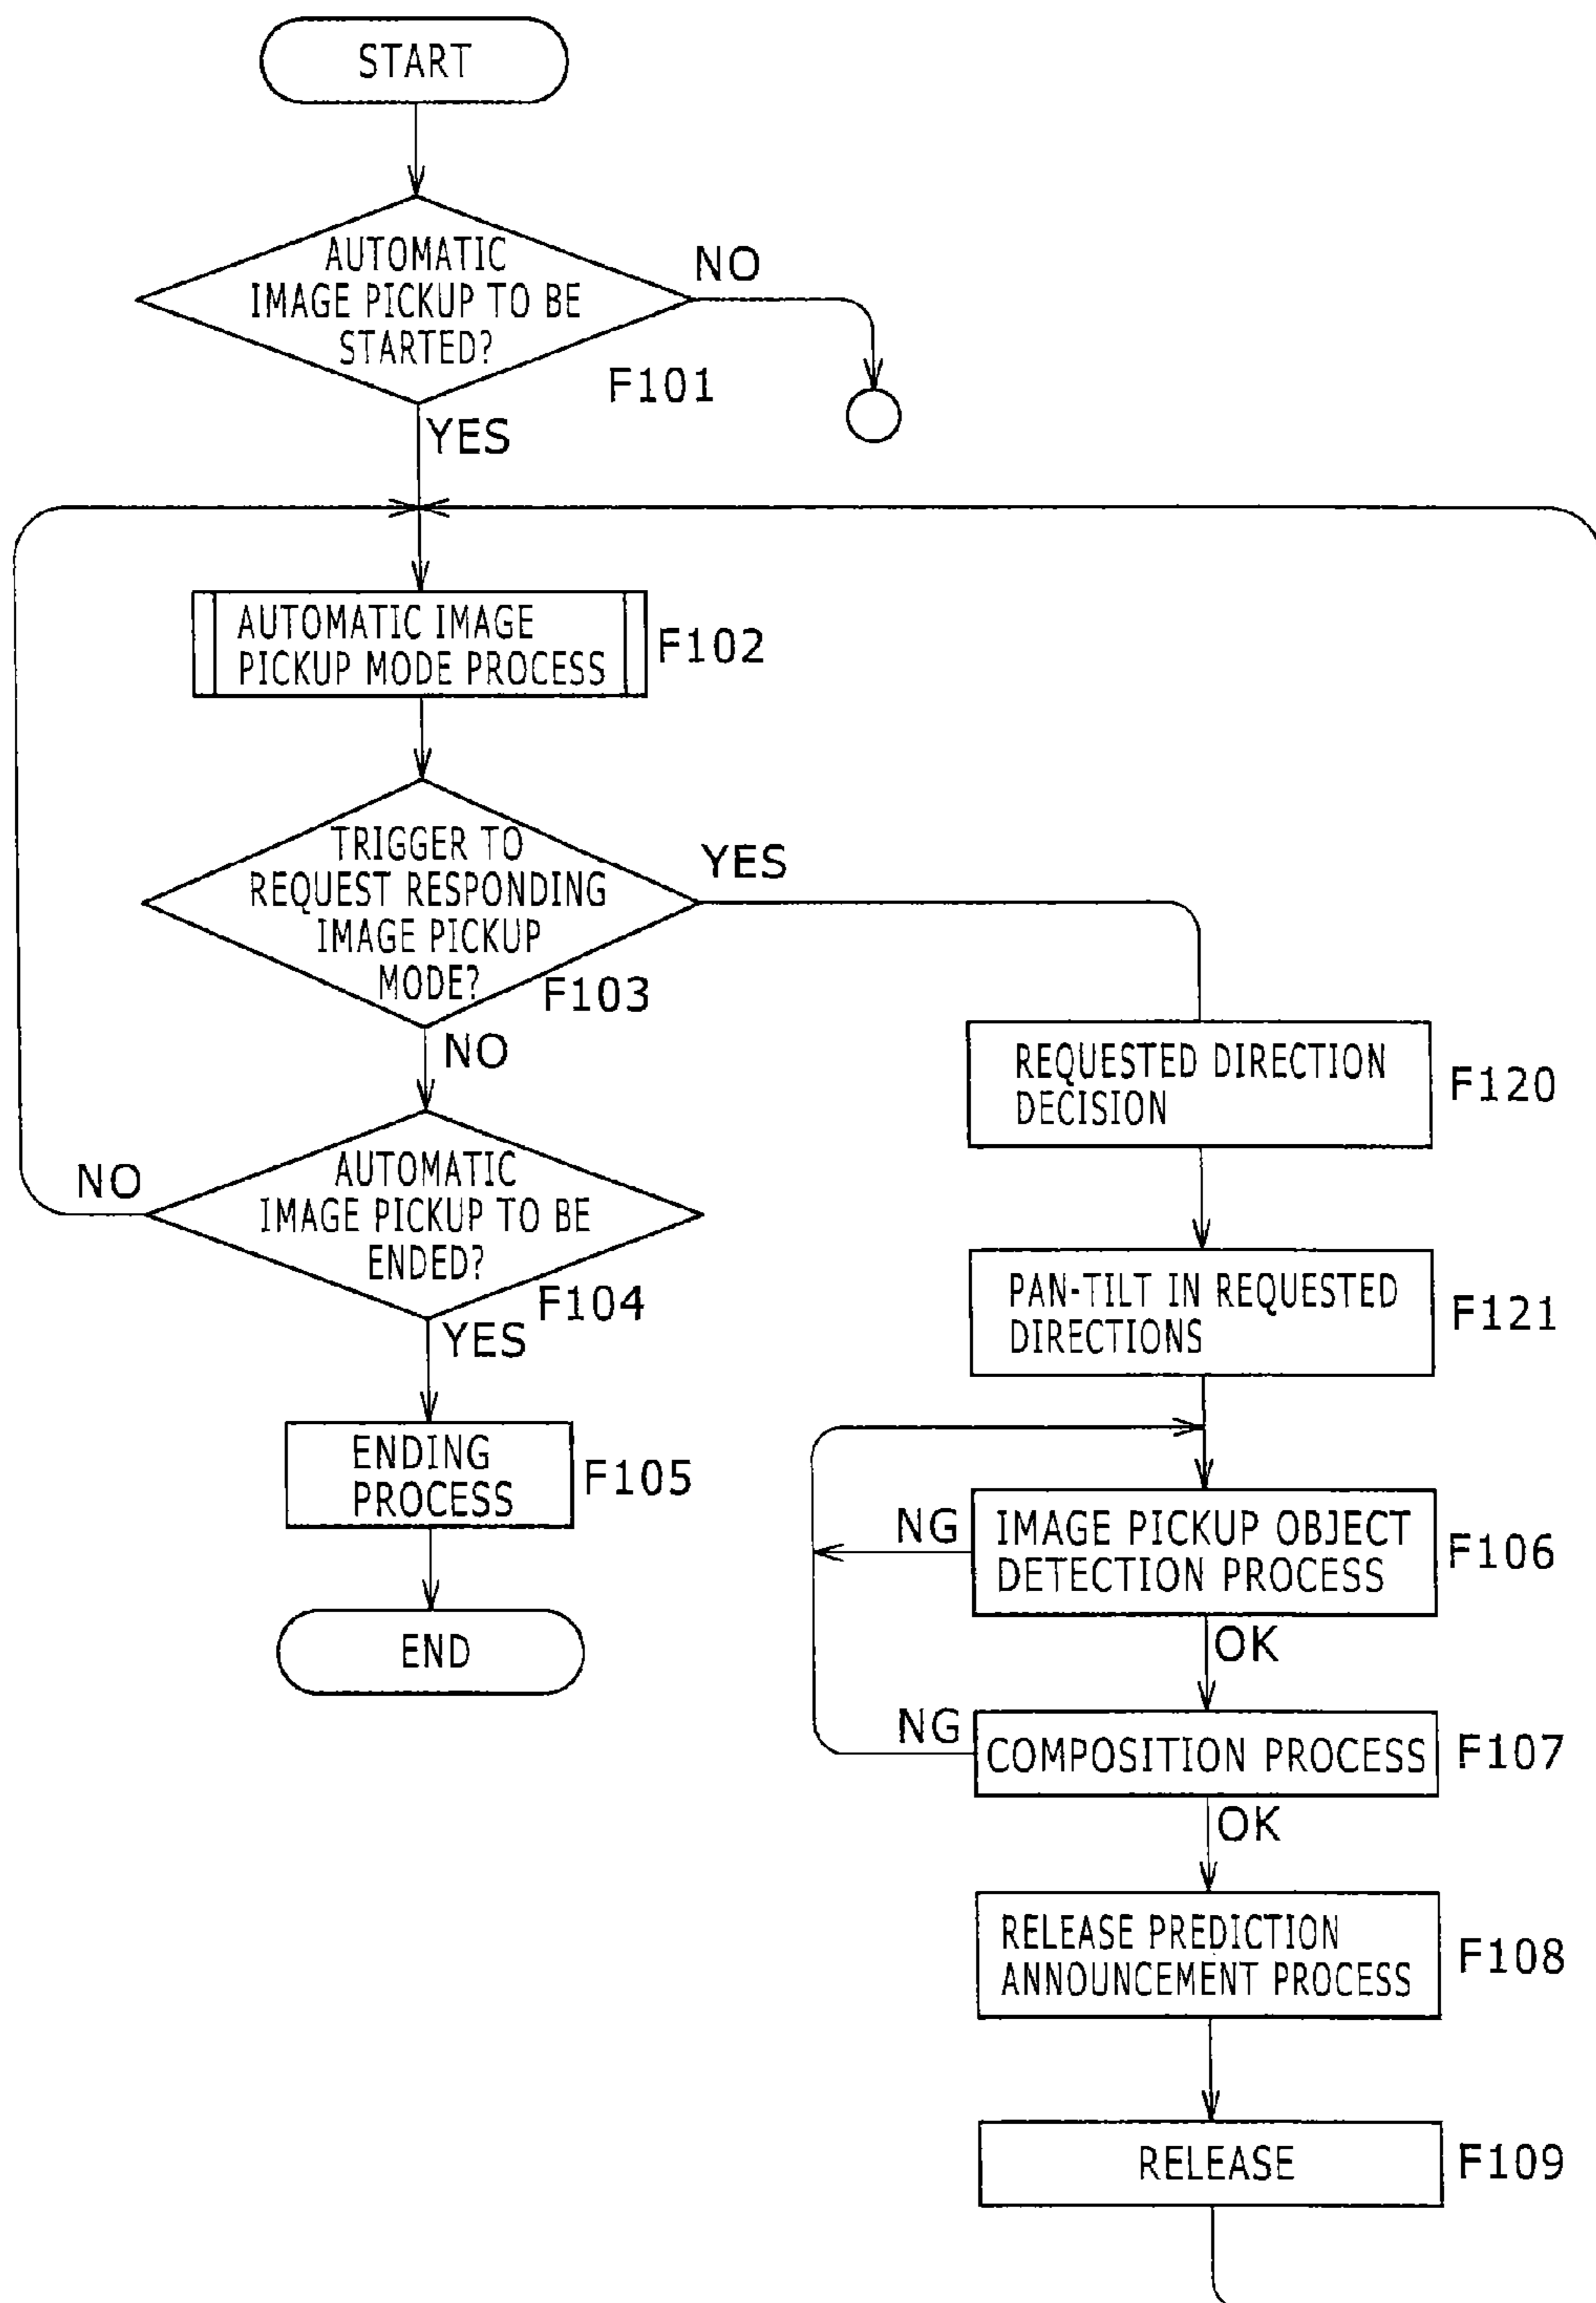 START
AUTOMATIC
IMAGE PICKUP TO BE
STARTED?
NO
F101
YES
AUTOMATIC IMAGE
PICKUP MODE PROCESS
F102
TRIGGER TO
REQUEST RESPONDING
IMAGE PICKUP
MODE?
YES
F103
NO
AUTOMATIC
IMAGE PICKUP TO BE
ENDED?
NO
F104
YES
ENDING
PROCESS
F105
END
REQUESTED DIRECTION
DECISION
F120
PAN-TILT IN REQUESTED
DIRECTIONS
F121
NG
IMAGE PICKUP OBJECT
DETECTION PROCESS
F106
OK
NG
COMPOSITION PROCESS
F107
OK
RELEASE PREDICTION
ANNOUNCEMENT PROCESS
F108
RELEASE
F109